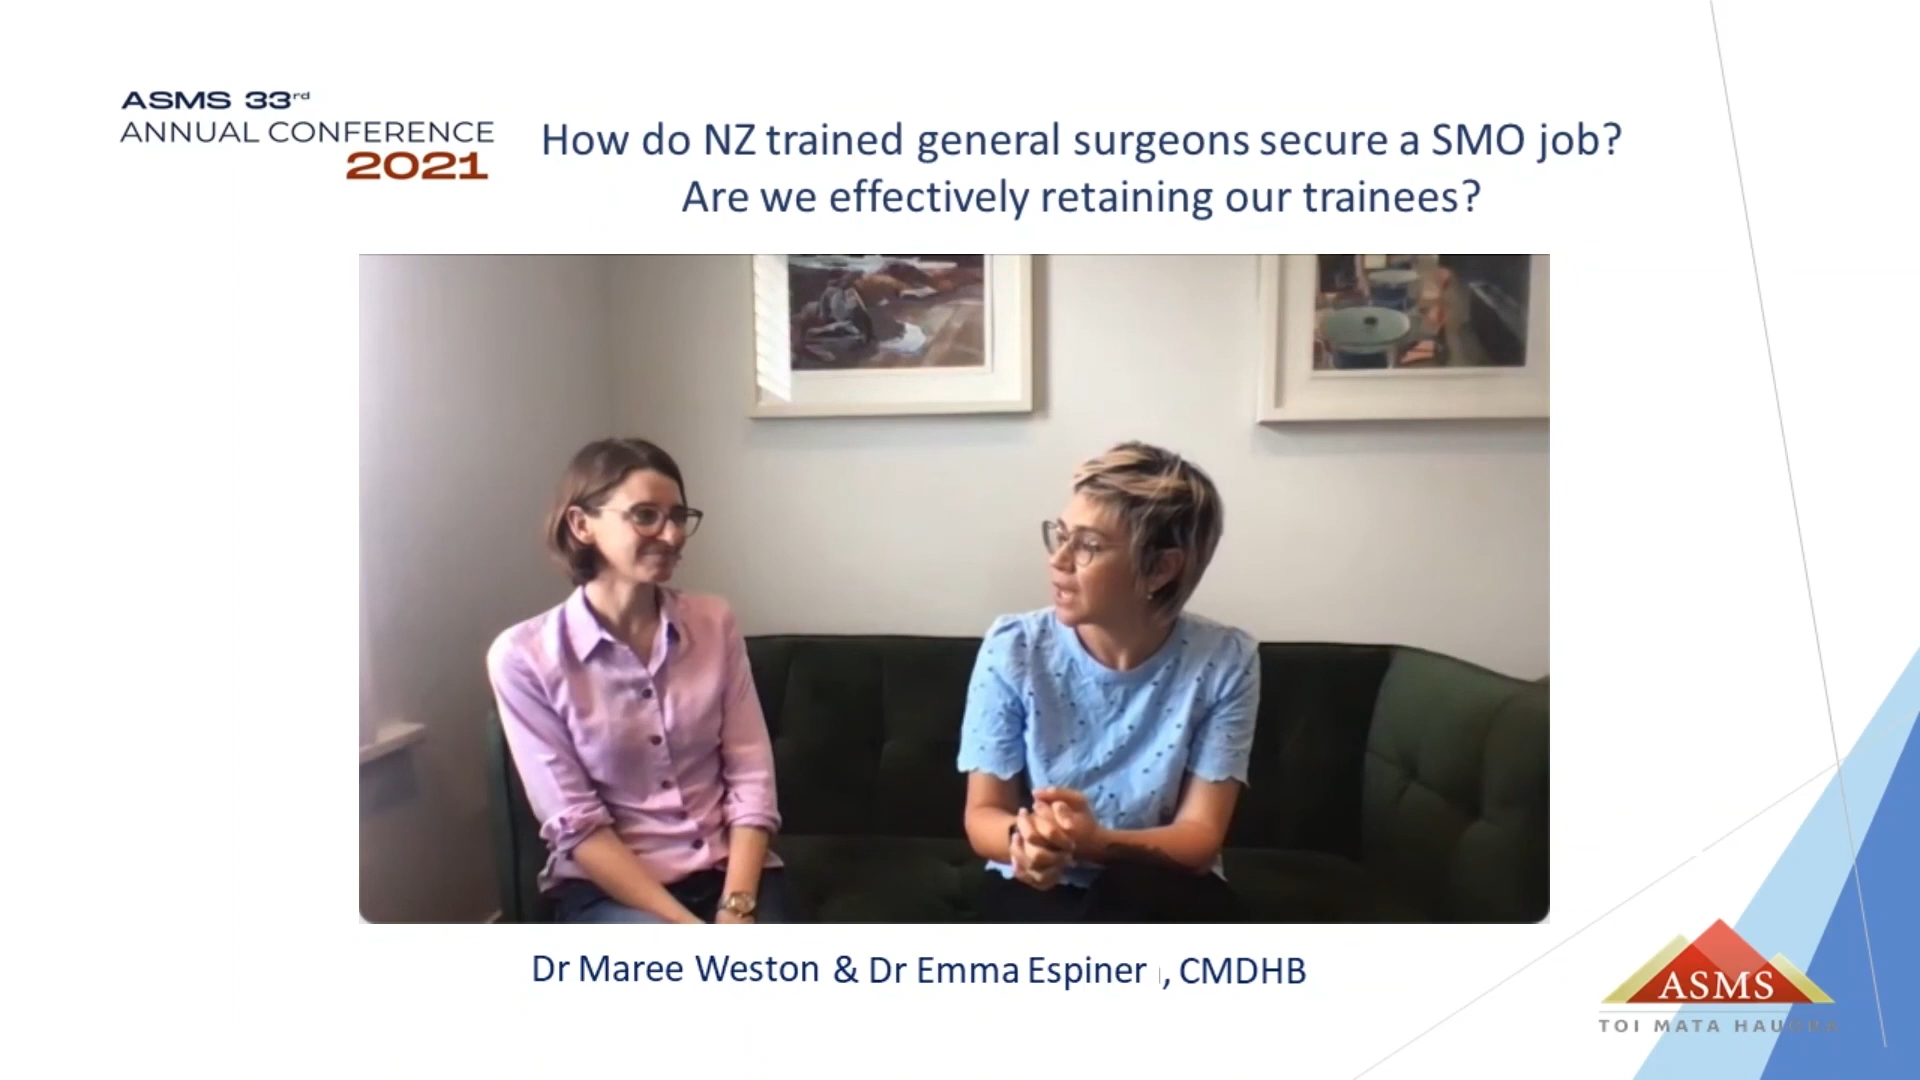 ASMS 33rd
ANNUAL CONFERENCE
2021
How do NZ trained general surgeons secure a SMO job?
Are we effectively retaining our trainees?
Dr Maree Weston & Dr Emma Espiner , CMDHB
ASMS
TOI MATA HAUORA